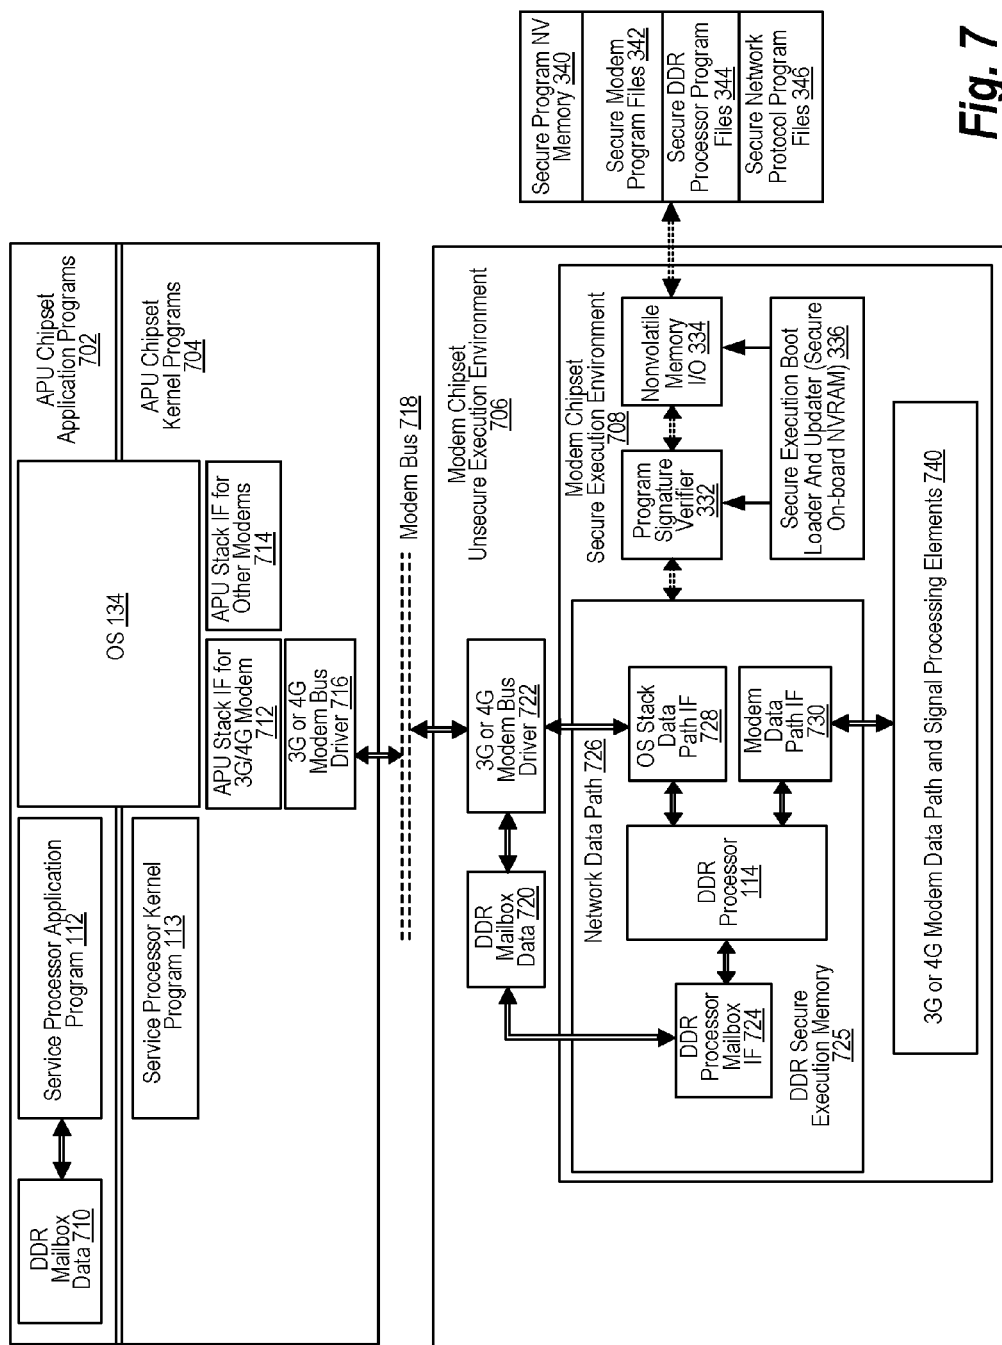 APU Chipset
Application Programs
702
APU Chipset
Kernel Programs
704
OS 134
Service Processor Application
Program 112
DDR
Mailbox
Data 710
Service Processor Kernel
Program 113
APU Stack IF for
3G/4G Modem
712
APU Stack IF for
Other Modems
714
3G or 4G
Modem Bus
Driver 716
Modem Bus 718
Modem Chipset
Unsecure Execution Environment
706
3G or 4G
Modem Bus
Driver 722
DDR
Mailbox
Data 720
Modem Chipset
Secure Execution Environment
708
Network Data Path 726
OS Stack
Data
Path IF
728
Modem
Data
Path IF
730
DDR
Processor
114
DDR
Processor
Mailbox
IF 724
DDR Secure
Execution Memory
725
Program
Signature
Verifier
332
Nonvolatile
Memory
I/O 334
Secure Execution Boot
Loader And Updater (Secure
On-board NVRAM) 336
3G or 4G Modem Data Path and Signal Processing Elements 740
Secure Program NV
Memory 340
Secure Modem
Program Files 342
Secure DDR
Processor Program
Files 344
Secure Network
Protocol Program
Files 346
Fig. 7